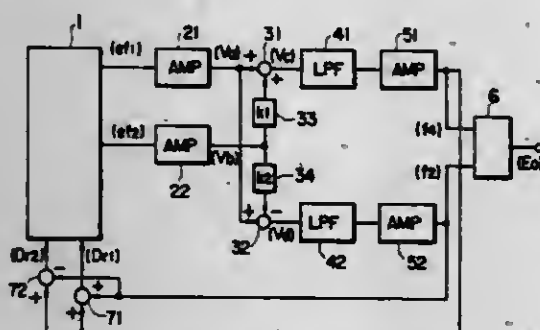 1
21
31
41
51
(ef1)
(Va)
+
(Vc)
AMP
LPF
AMP
+
6
k1
33
(ef2)
(f4)
AMP
(Vb)
34
(Eo)
k2
(f2)
22
+
−
LPF
AMP
32
(Vd)
(Dr2)
(Dr1)
42
52
−
72
+
+
+
71